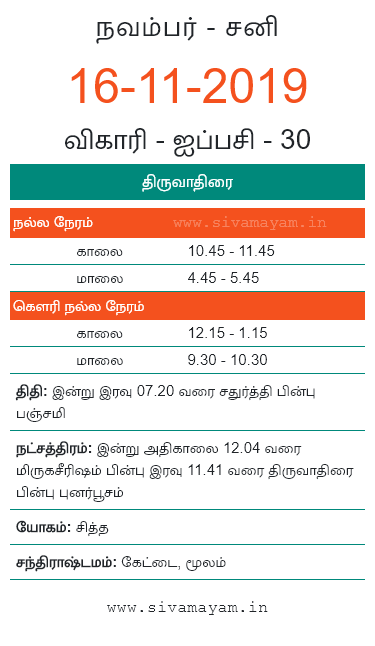 நவம்பர் - சனி
16-11-2019
விகாரி - ஐப்பசி - 30
திருவாதிரை
நல்ல நேரம் www.sivamayam.in
காலை 10.45 - 11.45
மாலை 4.45 - 5.45
கௌரி நல்ல நேரம்
காலை 12.15 - 1.15
மாலை 9.30 - 10.30
திதி: இன்று இரவு 07.20 வரை சதுர்த்தி பின்பு
பஞ்சமி
நட்சத்திரம்: இன்று அதிகாலை 12.04 வரை
மிருகசீரிஷம் பின்பு இரவு 11.41 வரை திருவாதிரை
பின்பு புனர்பூசம்
யோகம்: சித்த
சந்திராஷ்டமம்: கேட்டை, மூலம்
www.sivamayam.in